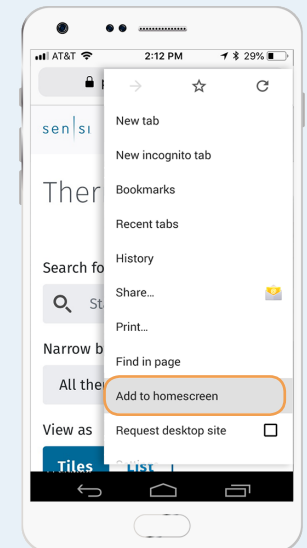 AT&T 2:12 PM 29%
sen|si
New tab
Ther
New incognito tab
Bookmarks
Recent tabs
History
Search fo
Share...
St
Print...
Narrow b
Find in page
All the
Add to homescreen
View as
Request desktop site
Tiles List